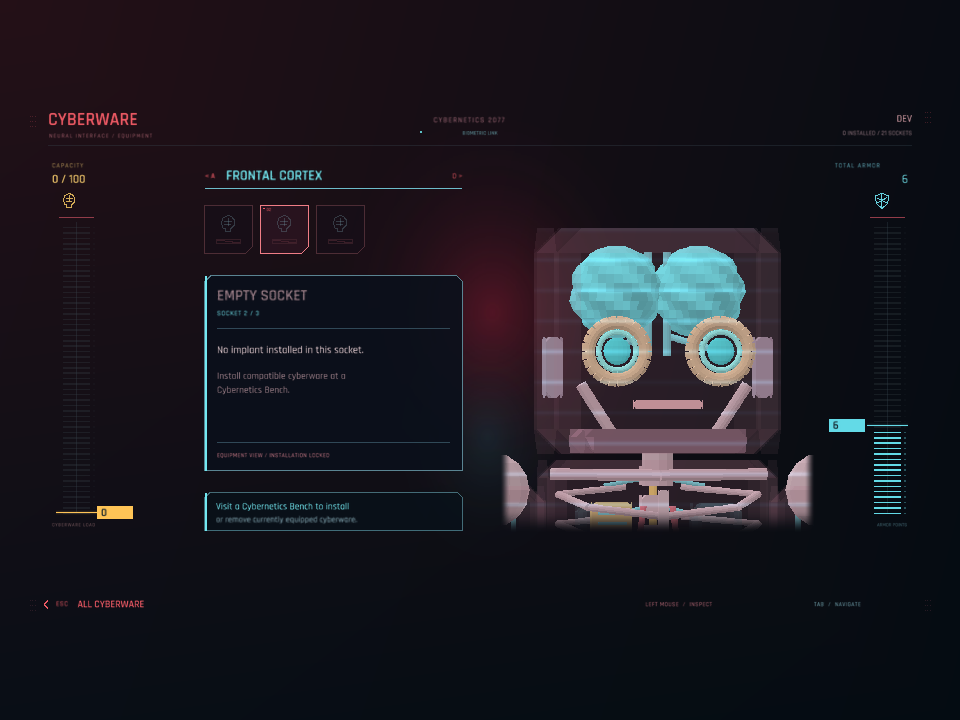 CYBERWARE
NEURAL INTERFACE / EQUIPMENT
CYBERNETICS 2077
BIOMETRIC LINK
DEV
0 INSTALLED / 21 SOCKETS
CAPACITY
0 / 100
TOTAL ARMOR
6
< A FRONTAL CORTEX D >
EMPTY SOCKET
SOCKET 2 / 3
No implant installed in this socket.
Install compatible cyberware at a
Cybernetics Bench.
EQUIPMENT VIEW / INSTALLATION LOCKED
6
Visit a Cybernetics Bench to install
or remove currently equipped cyberware.
0
CYBERWARE LOAD
ARMOR POINTS
ESC ALL CYBERWARE
LEFT MOUSE / INSPECT
TAB / NAVIGATE